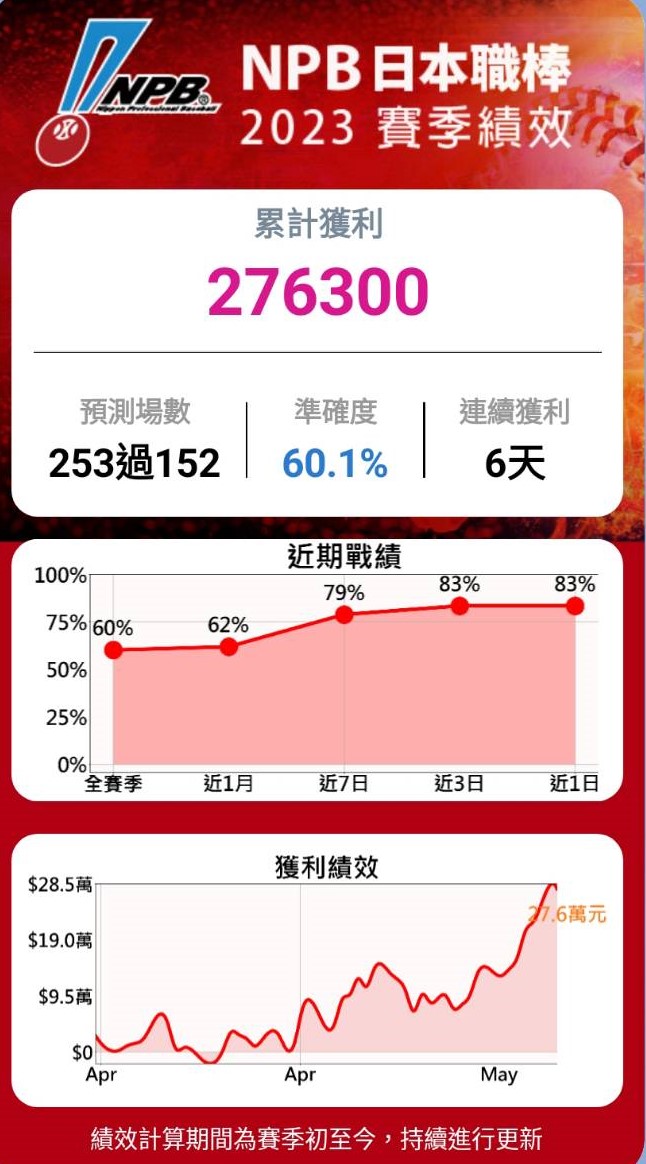 NPB®
Nippon Professional Baseball
NPB日本職棒
2023 賽季績效
累計獲利
276300
預測場數 準確度 連續獲利
253過152 60.1% 6天
近期戰績
100%
75%
50%
25%
0%
60% 62% 79% 83% 83%
全賽季 近1月 近7日 近3日 近1日
獲利績效
$28.5萬
$19.0萬
$9.5萬
$0
27.6萬元
Apr Apr May
績效計算期間為賽季初至今，持續進行更新